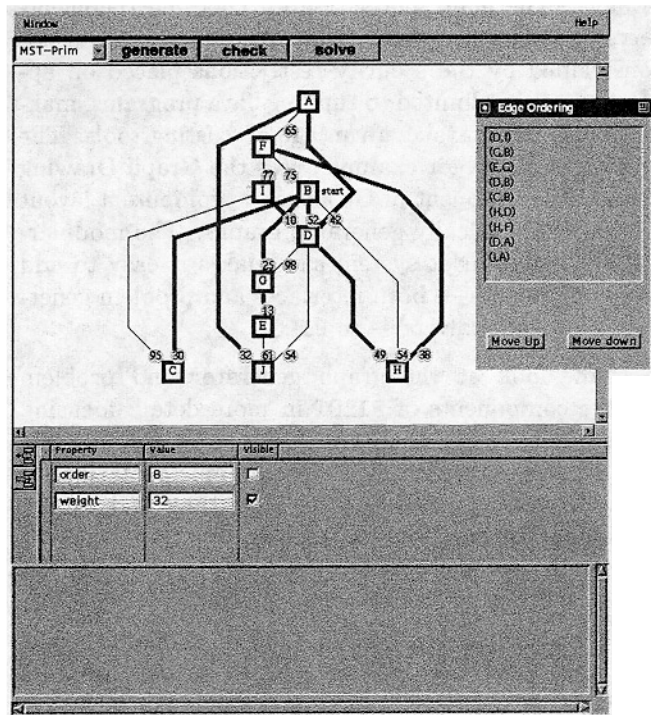 Window Help
MST-Prim generate check solve
A
65
F
77 75
I B start
10 52 42
D
25 98
G
13
E
95 30 32 61 54 49 54 38
C J H
Edge Ordering
(D,I)
(G,B)
(E,G)
(D,B)
(C,B)
(H,D)
(H,F)
(D,A)
(J,A)
Move Up Move down
Property Value Visible
order 8
weight 32